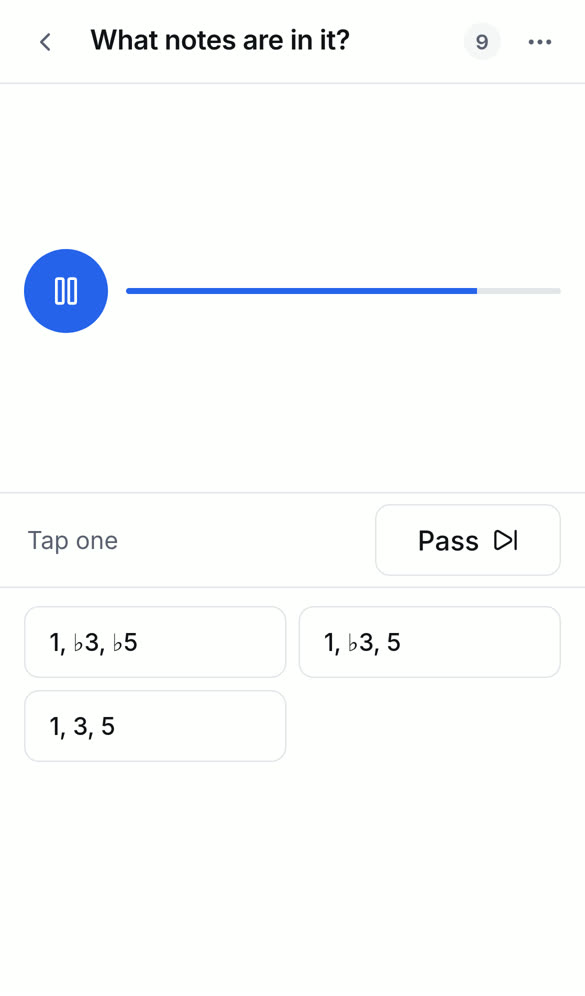 What notes are in it?
9
Tap one
Pass
1, ♭3, ♭5
1, ♭3, 5
1, 3, 5